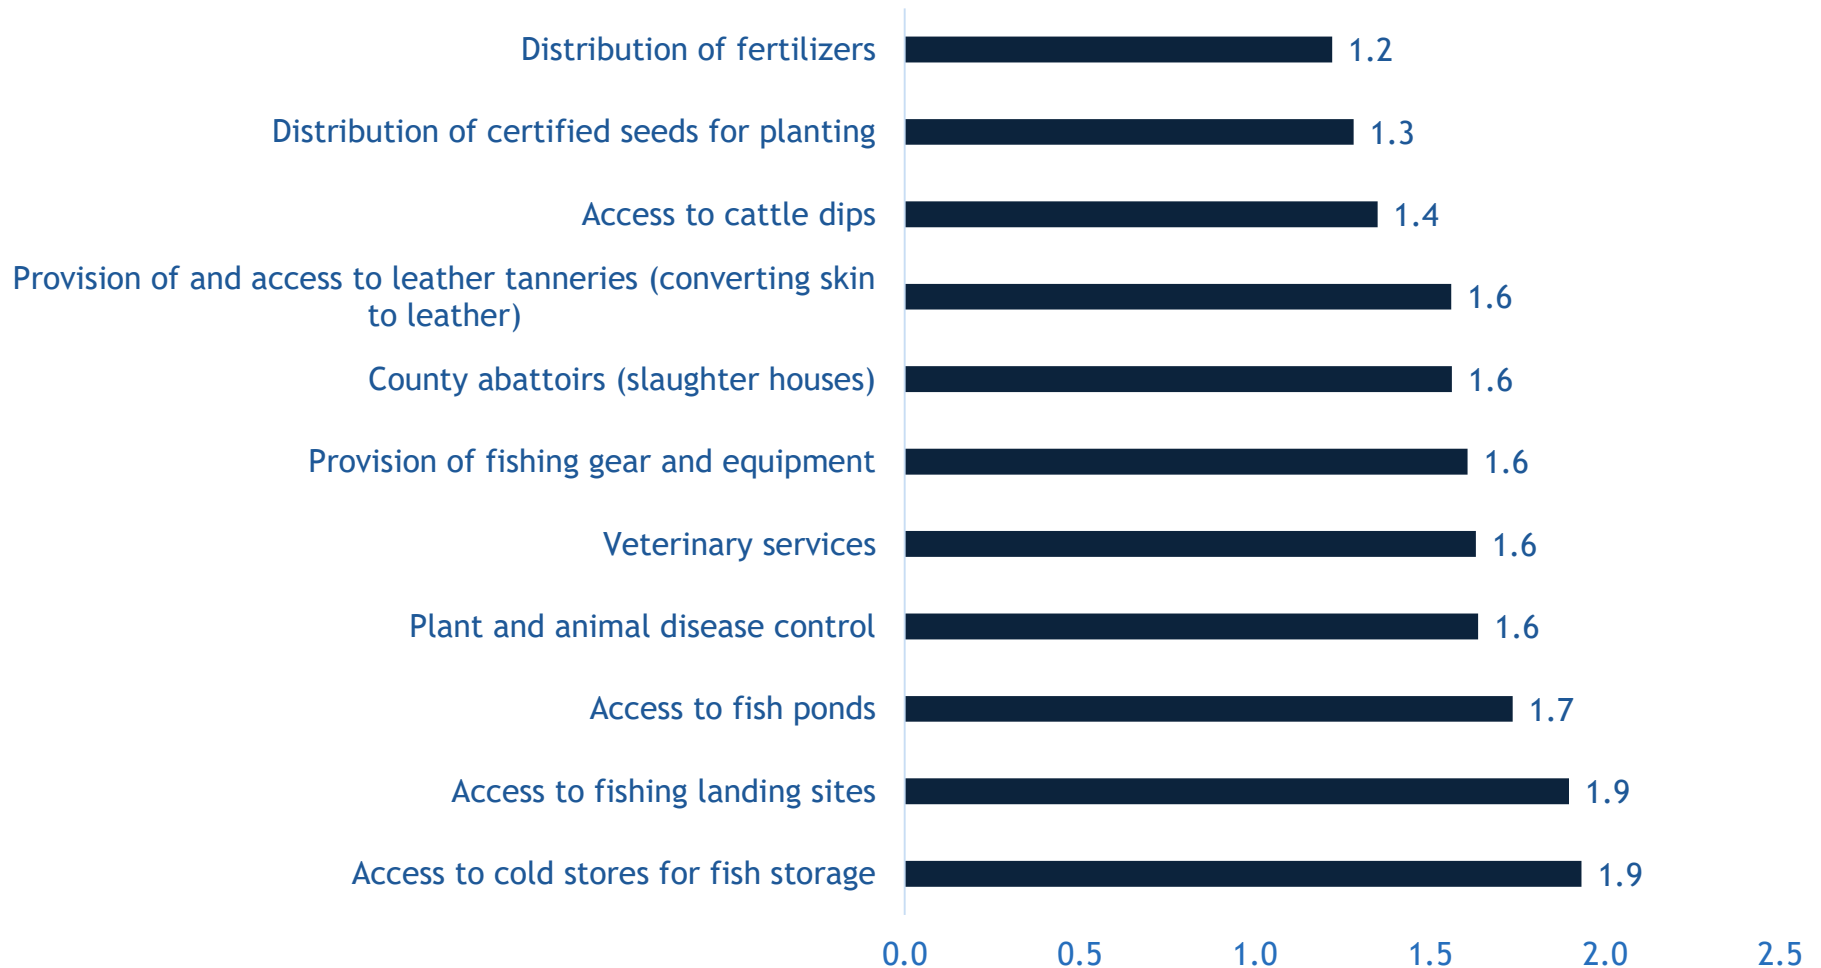 Distribution of fertilizers 1.2
Distribution of certified seeds for planting 1.3
Access to cattle dips 1.4
Provision of and access to leather tanneries (converting skin
to leather) 1.6
County abattoirs (slaughter houses) 1.6
Provision of fishing gear and equipment 1.6
Veterinary services 1.6
Plant and animal disease control 1.6
Access to fish ponds 1.7
Access to fishing landing sites 1.9
Access to cold stores for fish storage 1.9
0.0 0.5 1.0 1.5 2.0 2.5